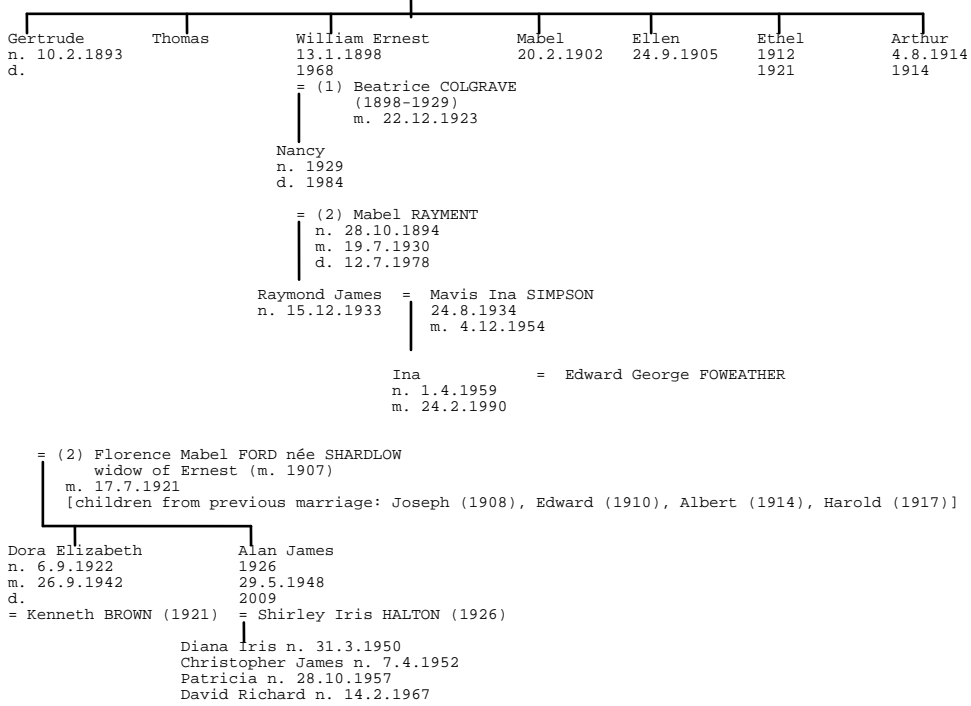 Gertrude Thomas William Ernest Mabel Ellen Ethel Arthur
n. 10.2.1893 13.1.1898 20.2.1902 24.9.1905 1912 4.8.1914
d. 1968 1921 1914
= (1) Beatrice COLGRAVE
(1898-1929)
m. 22.12.1923
Nancy
n. 1929
d. 1984
= (2) Mabel RAYMENT
n. 28.10.1894
m. 19.7.1930
d. 12.7.1978
Raymond James = Mavis Ina SIMPSON
n. 15.12.1933 24.8.1934
m. 4.12.1954
Ina = Edward George FOWEATHER
n. 1.4.1959
m. 24.2.1990
= (2) Florence Mabel FORD née SHARDLOW
widow of Ernest (m. 1907)
m. 17.7.1921
[children from previous marriage: Joseph (1908), Edward (1910), Albert (1914), Harold (1917)]
Dora Elizabeth Alan James
n. 6.9.1922 1926
m. 26.9.1942 29.5.1948
d. 2009
= Kenneth BROWN (1921) = Shirley Iris HALTON (1926)
Diana Iris n. 31.3.1950
Christopher James n. 7.4.1952
Patricia n. 28.10.1957
David Richard n. 14.2.1967